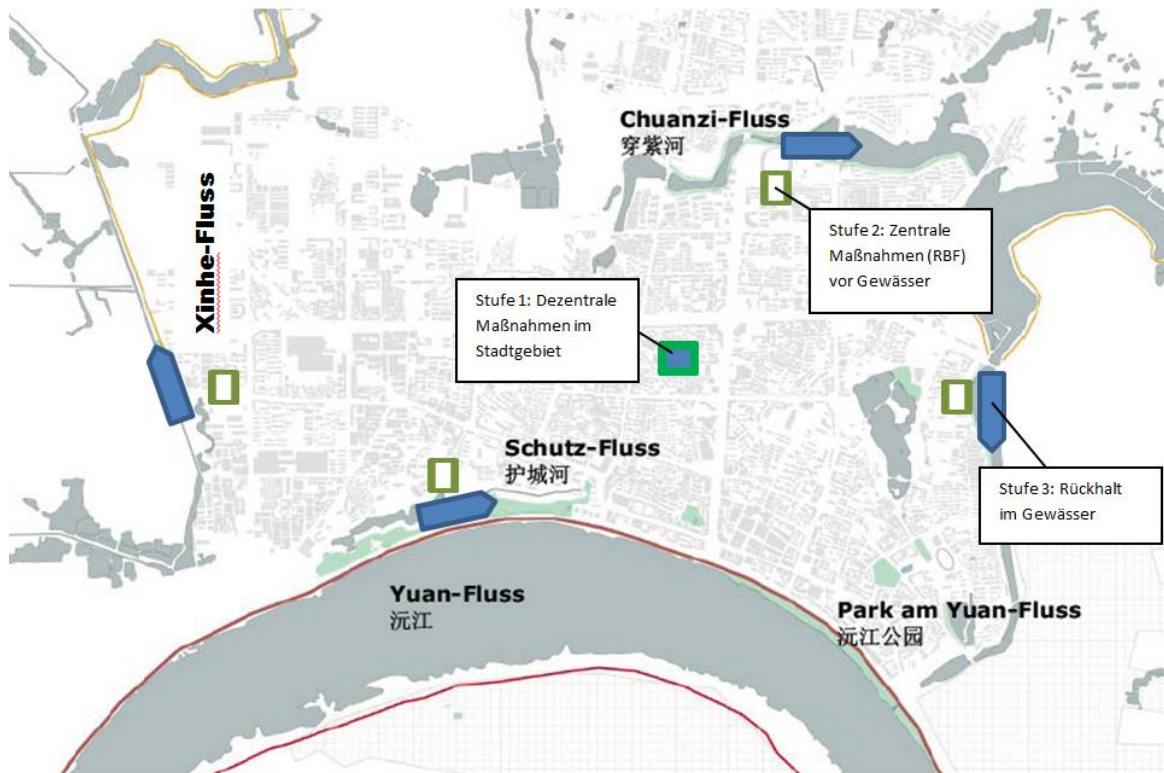 Chuanzi-Fluss
穿紫河
Xinhe-Fluss
Stufe 2: Zentrale
Maßnahmen (RBF)
vor Gewässer
Stufe 1: Dezentrale
Maßnahmen im
Stadtgebiet
Schutz-Fluss
护城河
Stufe 3: Rückhalt
im Gewässer
Yuan-Fluss
沅江
Park am Yuan-Fluss
沅江公园